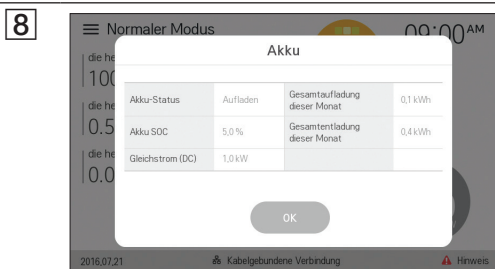 8
Normaler Modus
09:00 AM
Akku
die he
100
die he
0.5
die he
0.0
Akku-Status
Aufladen
Gesamtaufladung
dieser Monat
0,1 kWh
Akku SOC
5,0 %
Gesamtentladung
dieser Monat
0,4 kWh
Gleichstrom (DC)
1,0 kW
OK
2016,07,21
Kabelgebundene Verbindung
Hinweis